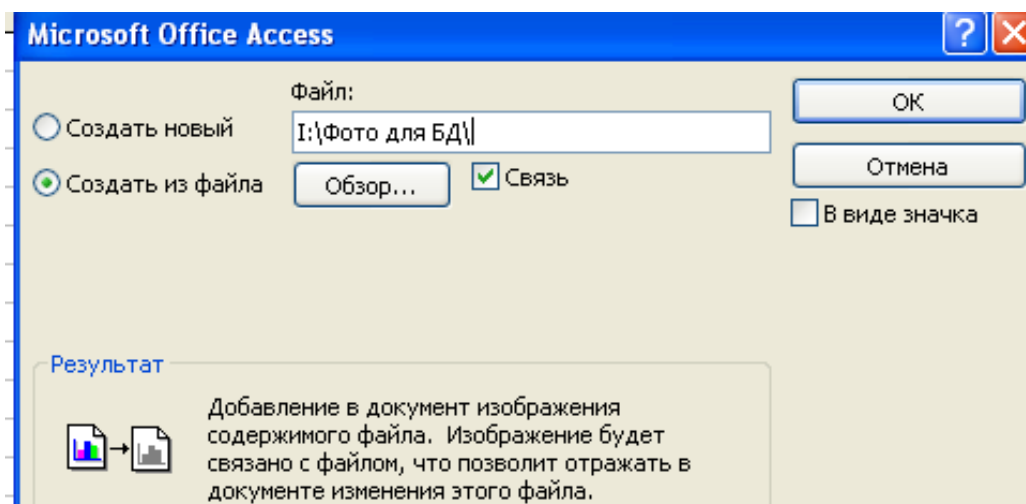 Microsoft Office Access
Файл:
I:\Фото для БД\
Создать новый
Создать из файла
Обзор...
Связь
ОК
Отмена
В виде значка
Результат
Добавление в документ изображения
содержимого файла. Изображение будет
связано с файлом, что позволит отражать в
документе изменения этого файла.